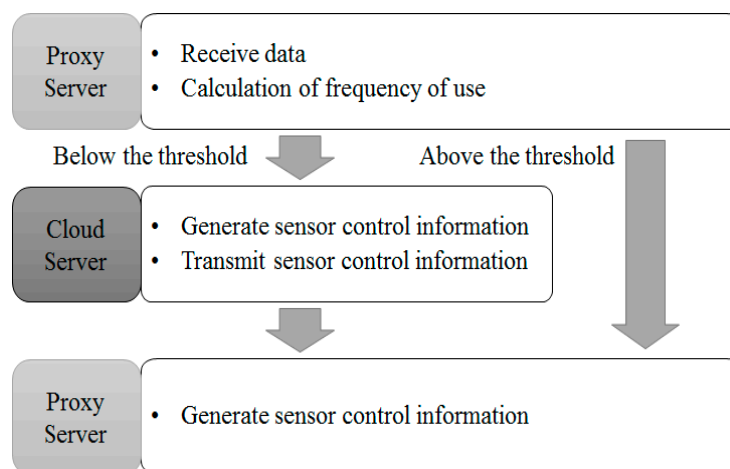 Proxy
Server
• Receive data
• Calculation of frequency of use
Below the threshold
Above the threshold
Cloud
Server
• Generate sensor control information
• Transmit sensor control information
Proxy
Server
• Generate sensor control information